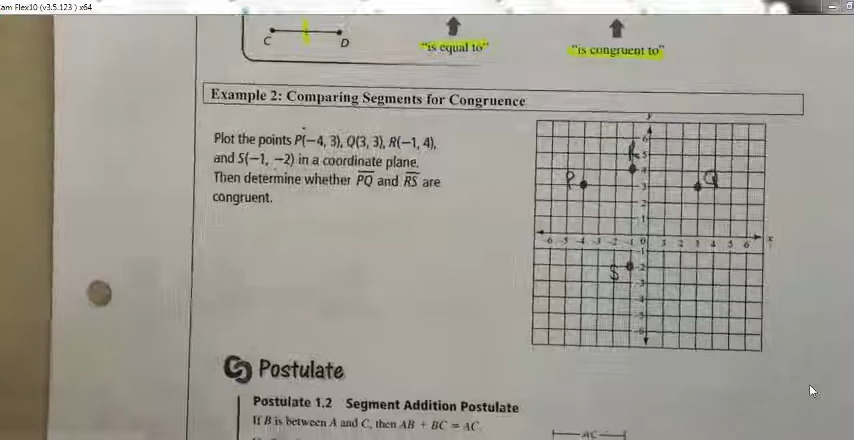 am Flex10 (v3.5.123 ) x64
C D
"is equal to" "is congruent to"
Example 2: Comparing Segments for Congruence
Plot the points P(−4, 3), Q(3, 3), R(−1, 4),
and S(−1, −2) in a coordinate plane.
Then determine whether PQ and RS are
congruent.
P R Q S
Postulate
Postulate 1.2 Segment Addition Postulate
If B is between A and C, then AB + BC = AC.
AC